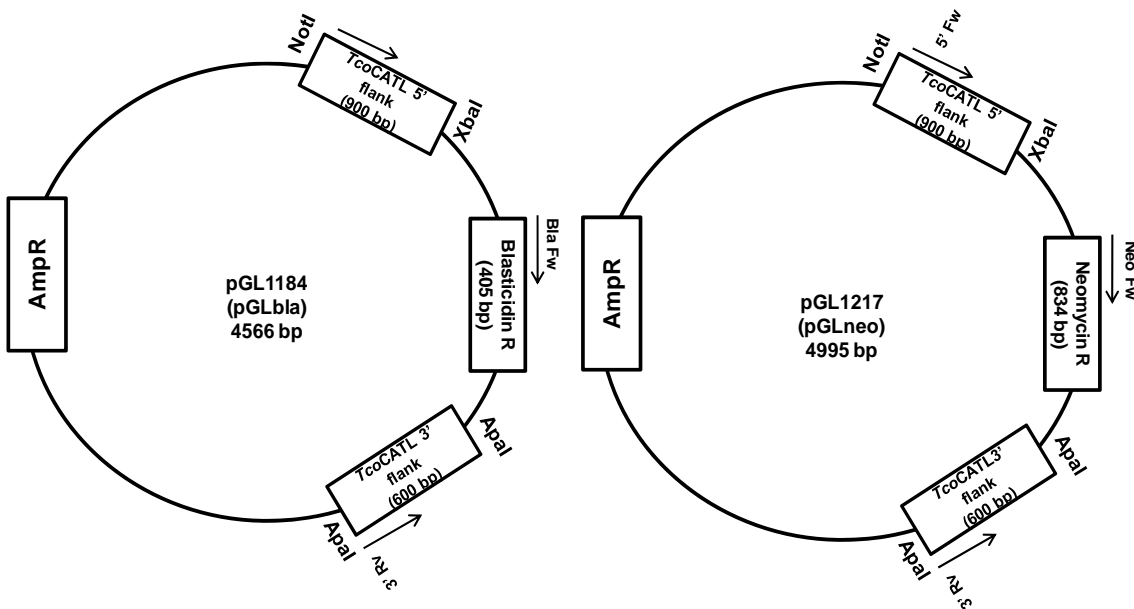 NotI
TcoCATL 5'
flank
(900 bp)
XbaI
Bla Fw
Blasticidin R
(405 bp)
AmpR
pGL1184
(pGLbla)
4566 bp
ApaI
TcoCATL 3'
flank
(600 bp)
ApaI
3' Rv
5' Fw
NotI
TcoCATL 5'
flank
(900 bp)
XbaI
Neo Fw
Neomycin R
(834 bp)
AmpR
pGL1217
(pGLneo)
4995 bp
ApaI
TcoCATL3'
flank
(600 bp)
ApaI
3' Rv